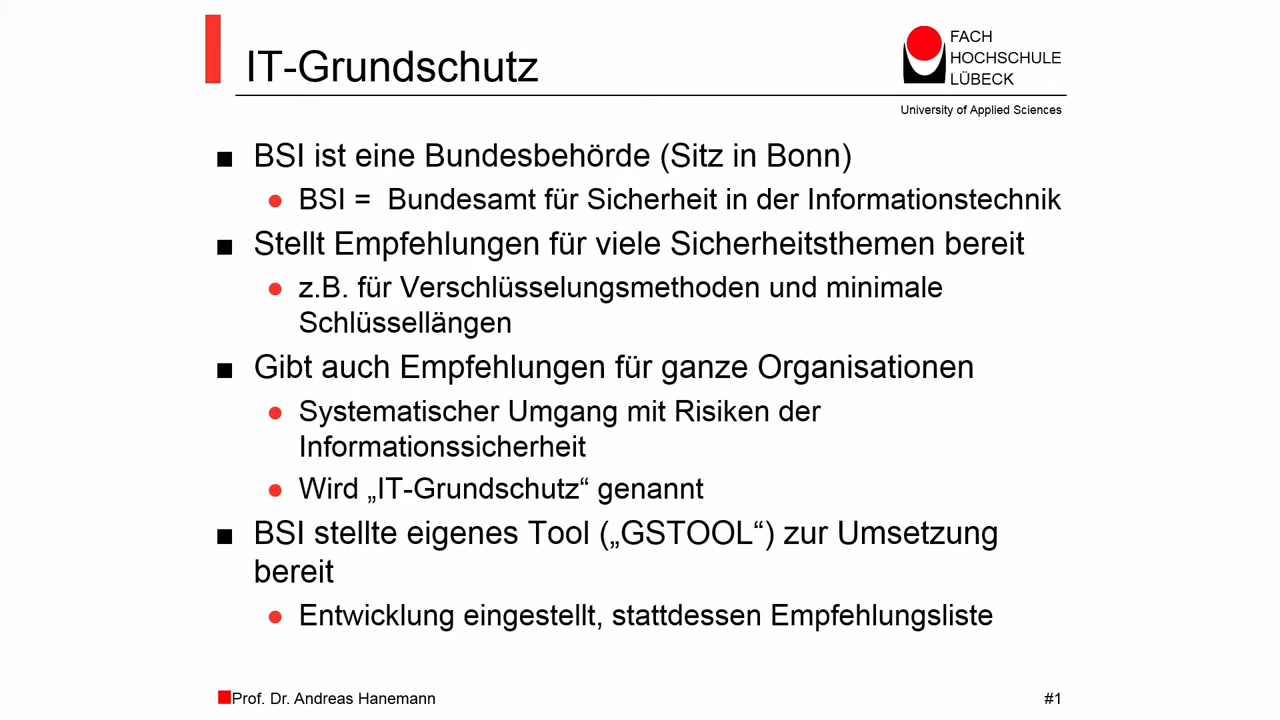 IT-Grundschutz
FACH
HOCHSCHULE
LÜBECK
University of Applied Sciences
■ BSI ist eine Bundesbehörde (Sitz in Bonn)
● BSI = Bundesamt für Sicherheit in der Informationstechnik
■ Stellt Empfehlungen für viele Sicherheitsthemen bereit
● z.B. für Verschlüsselungsmethoden und minimale
Schlüssellängen
■ Gibt auch Empfehlungen für ganze Organisationen
● Systematischer Umgang mit Risiken der
Informationssicherheit
● Wird „IT-Grundschutz“ genannt
■ BSI stellte eigenes Tool („GSTOOL“) zur Umsetzung
bereit
● Entwicklung eingestellt, stattdessen Empfehlungsliste
Prof. Dr. Andreas Hanemann
#1